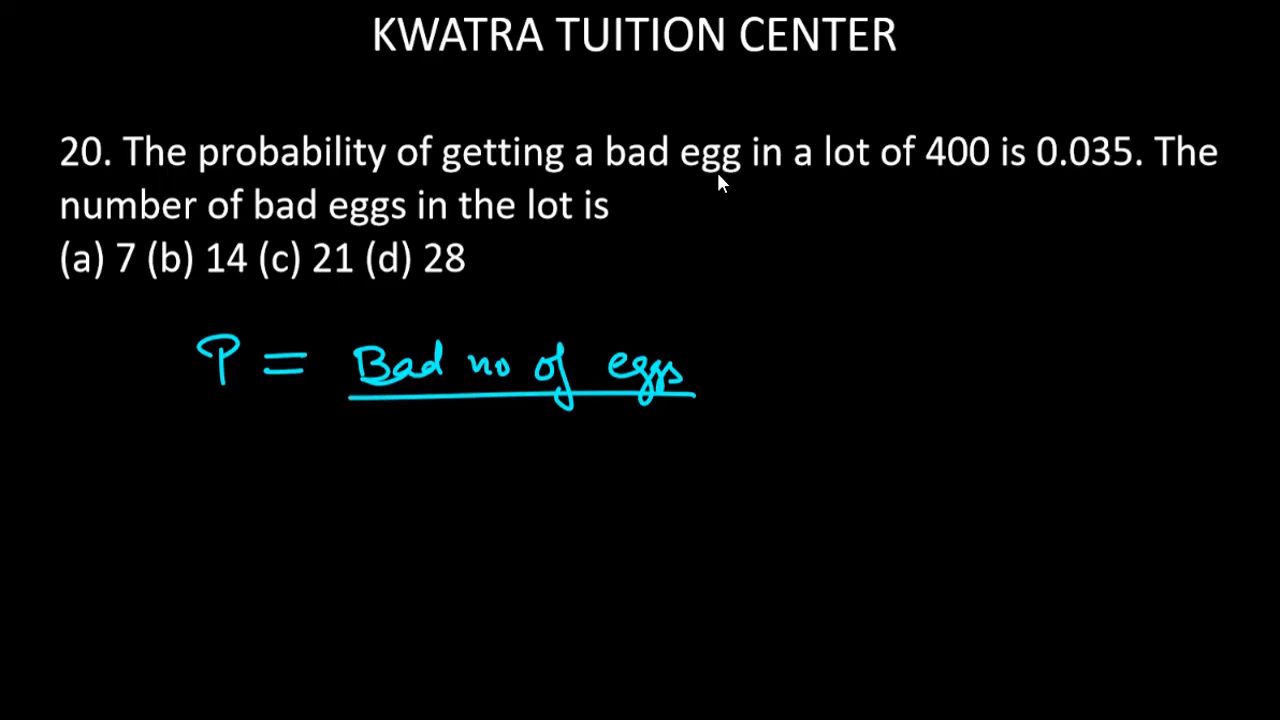 KWATRA TUITION CENTER
20. The probability of getting a bad egg in a lot of 400 is 0.035. The
number of bad eggs in the lot is
(a) 7 (b) 14 (c) 21 (d) 28
P = Bad no of eggs